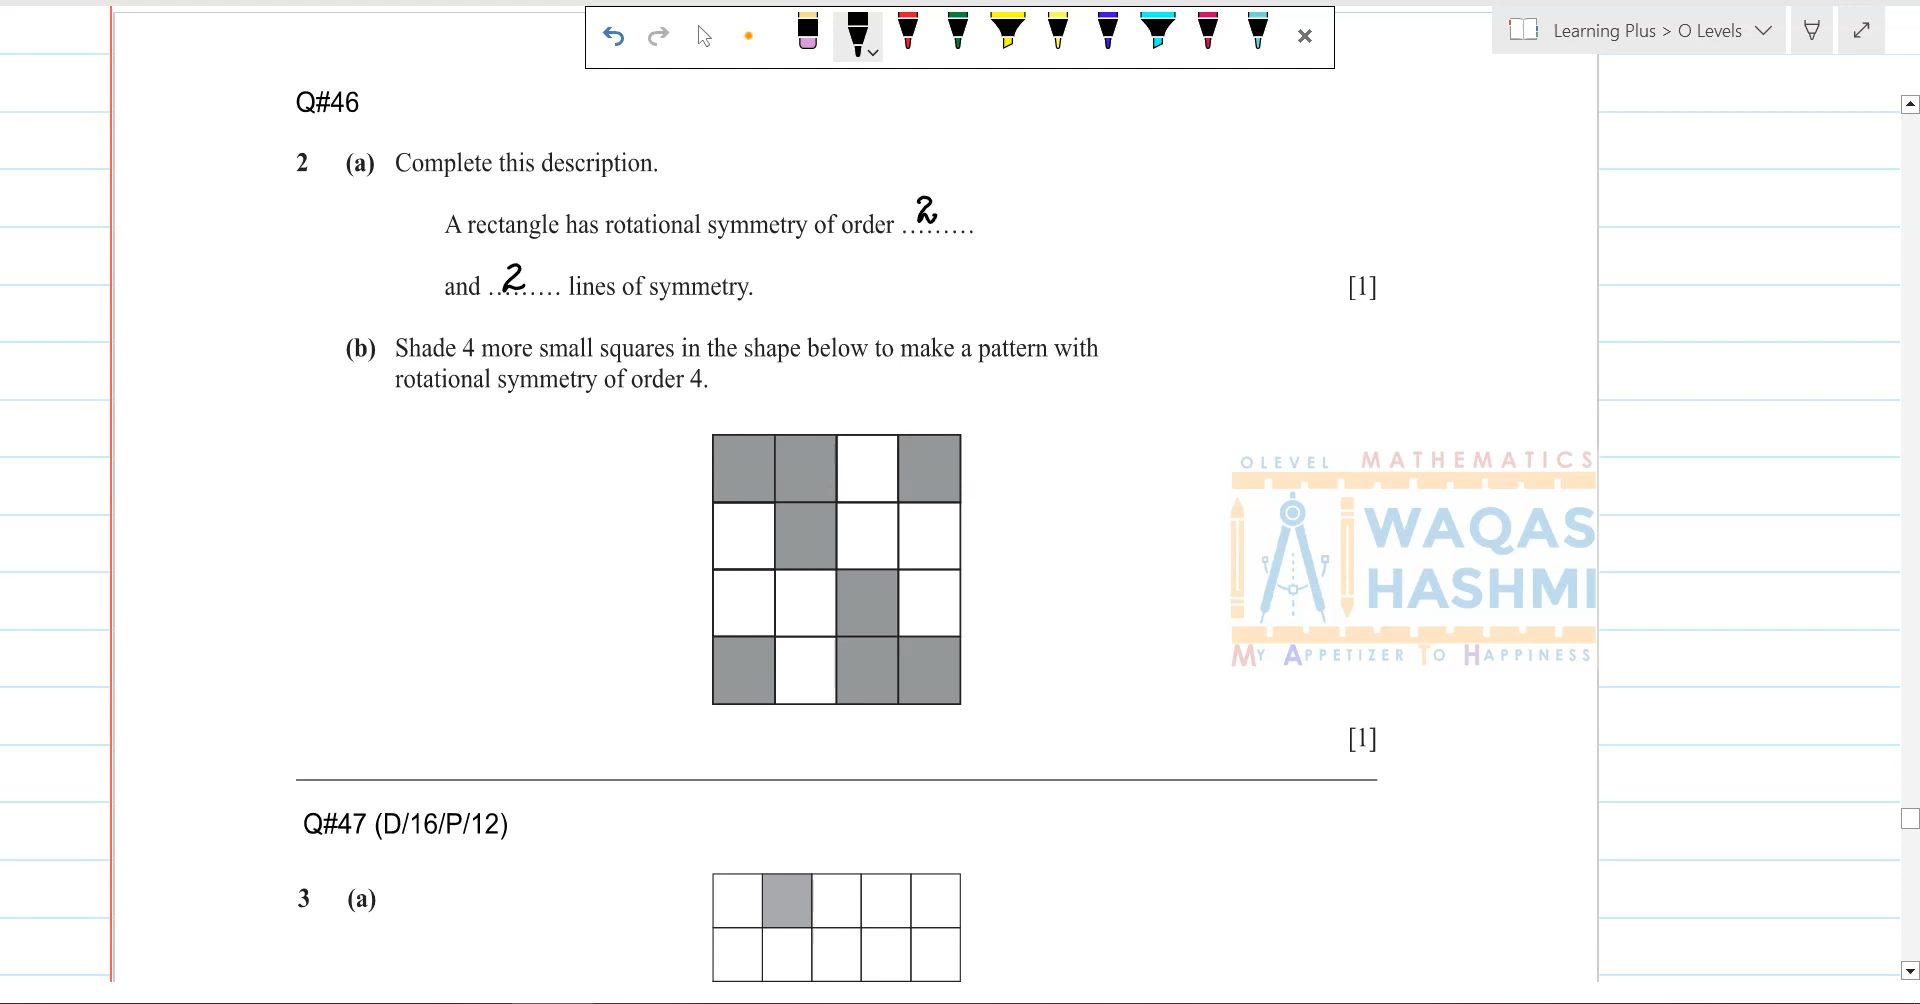 Learning Plus > O Levels
Q#46
2 (a) Complete this description.
A rectangle has rotational symmetry of order ...2......
and ...2...... lines of symmetry. [1]
(b) Shade 4 more small squares in the shape below to make a pattern with
rotational symmetry of order 4.
OLEVEL MATHEMATICS
WAQAS
HASHMI
MY APPETIZER TO HAPPINESS
[1]
Q#47 (D/16/P/12)
3 (a)